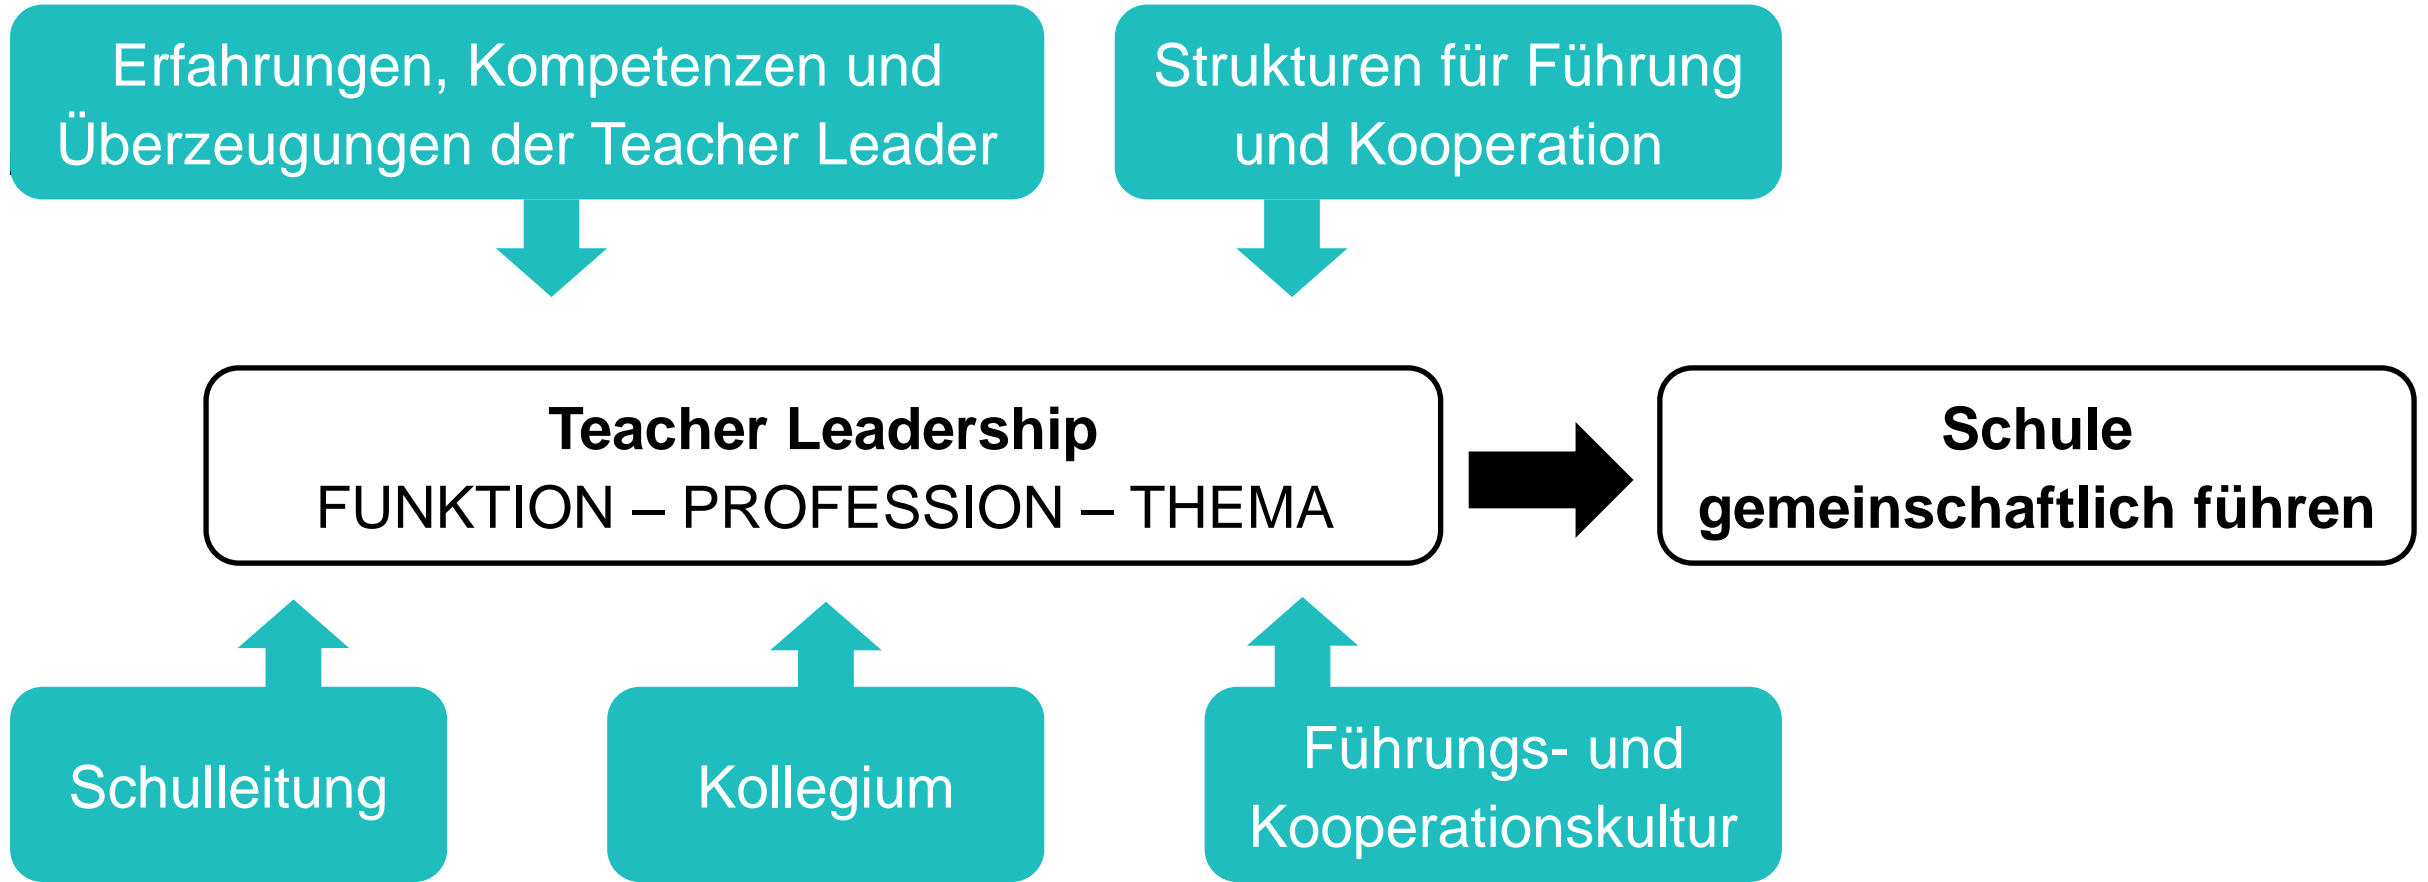 Erfahrungen, Kompetenzen und
Überzeugungen der Teacher Leader
Strukturen für Führung
und Kooperation
Teacher Leadership
FUNKTION – PROFESSION – THEMA
Schule
gemeinschaftlich führen
Schulleitung
Kollegium
Führungs- und
Kooperationskultur